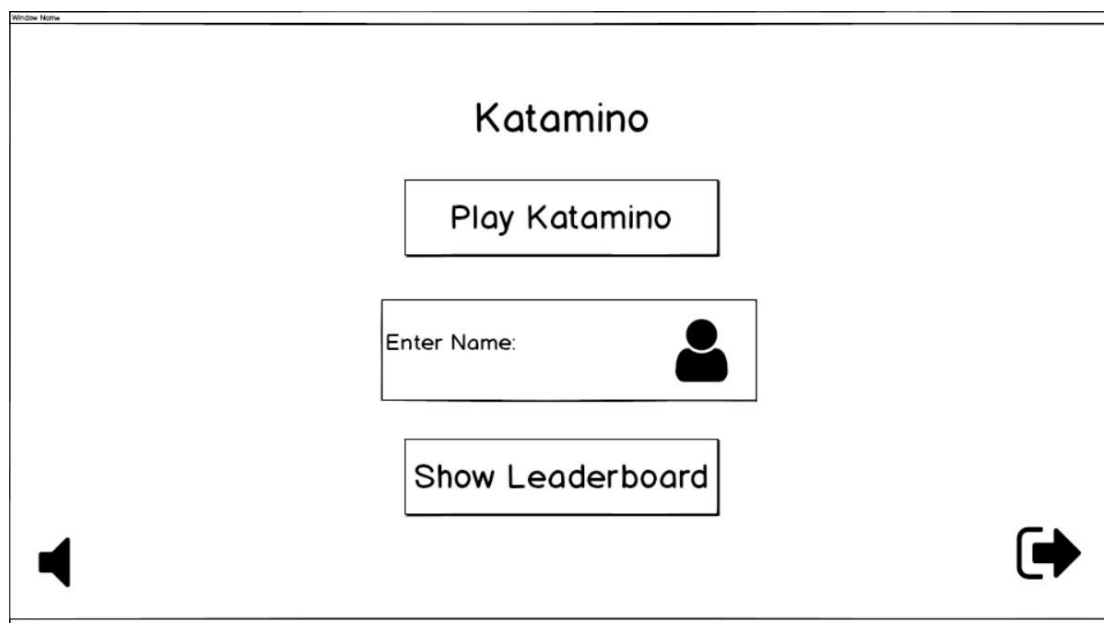 Window Name
Katamino
Play Katamino
Enter Name:
Show Leaderboard